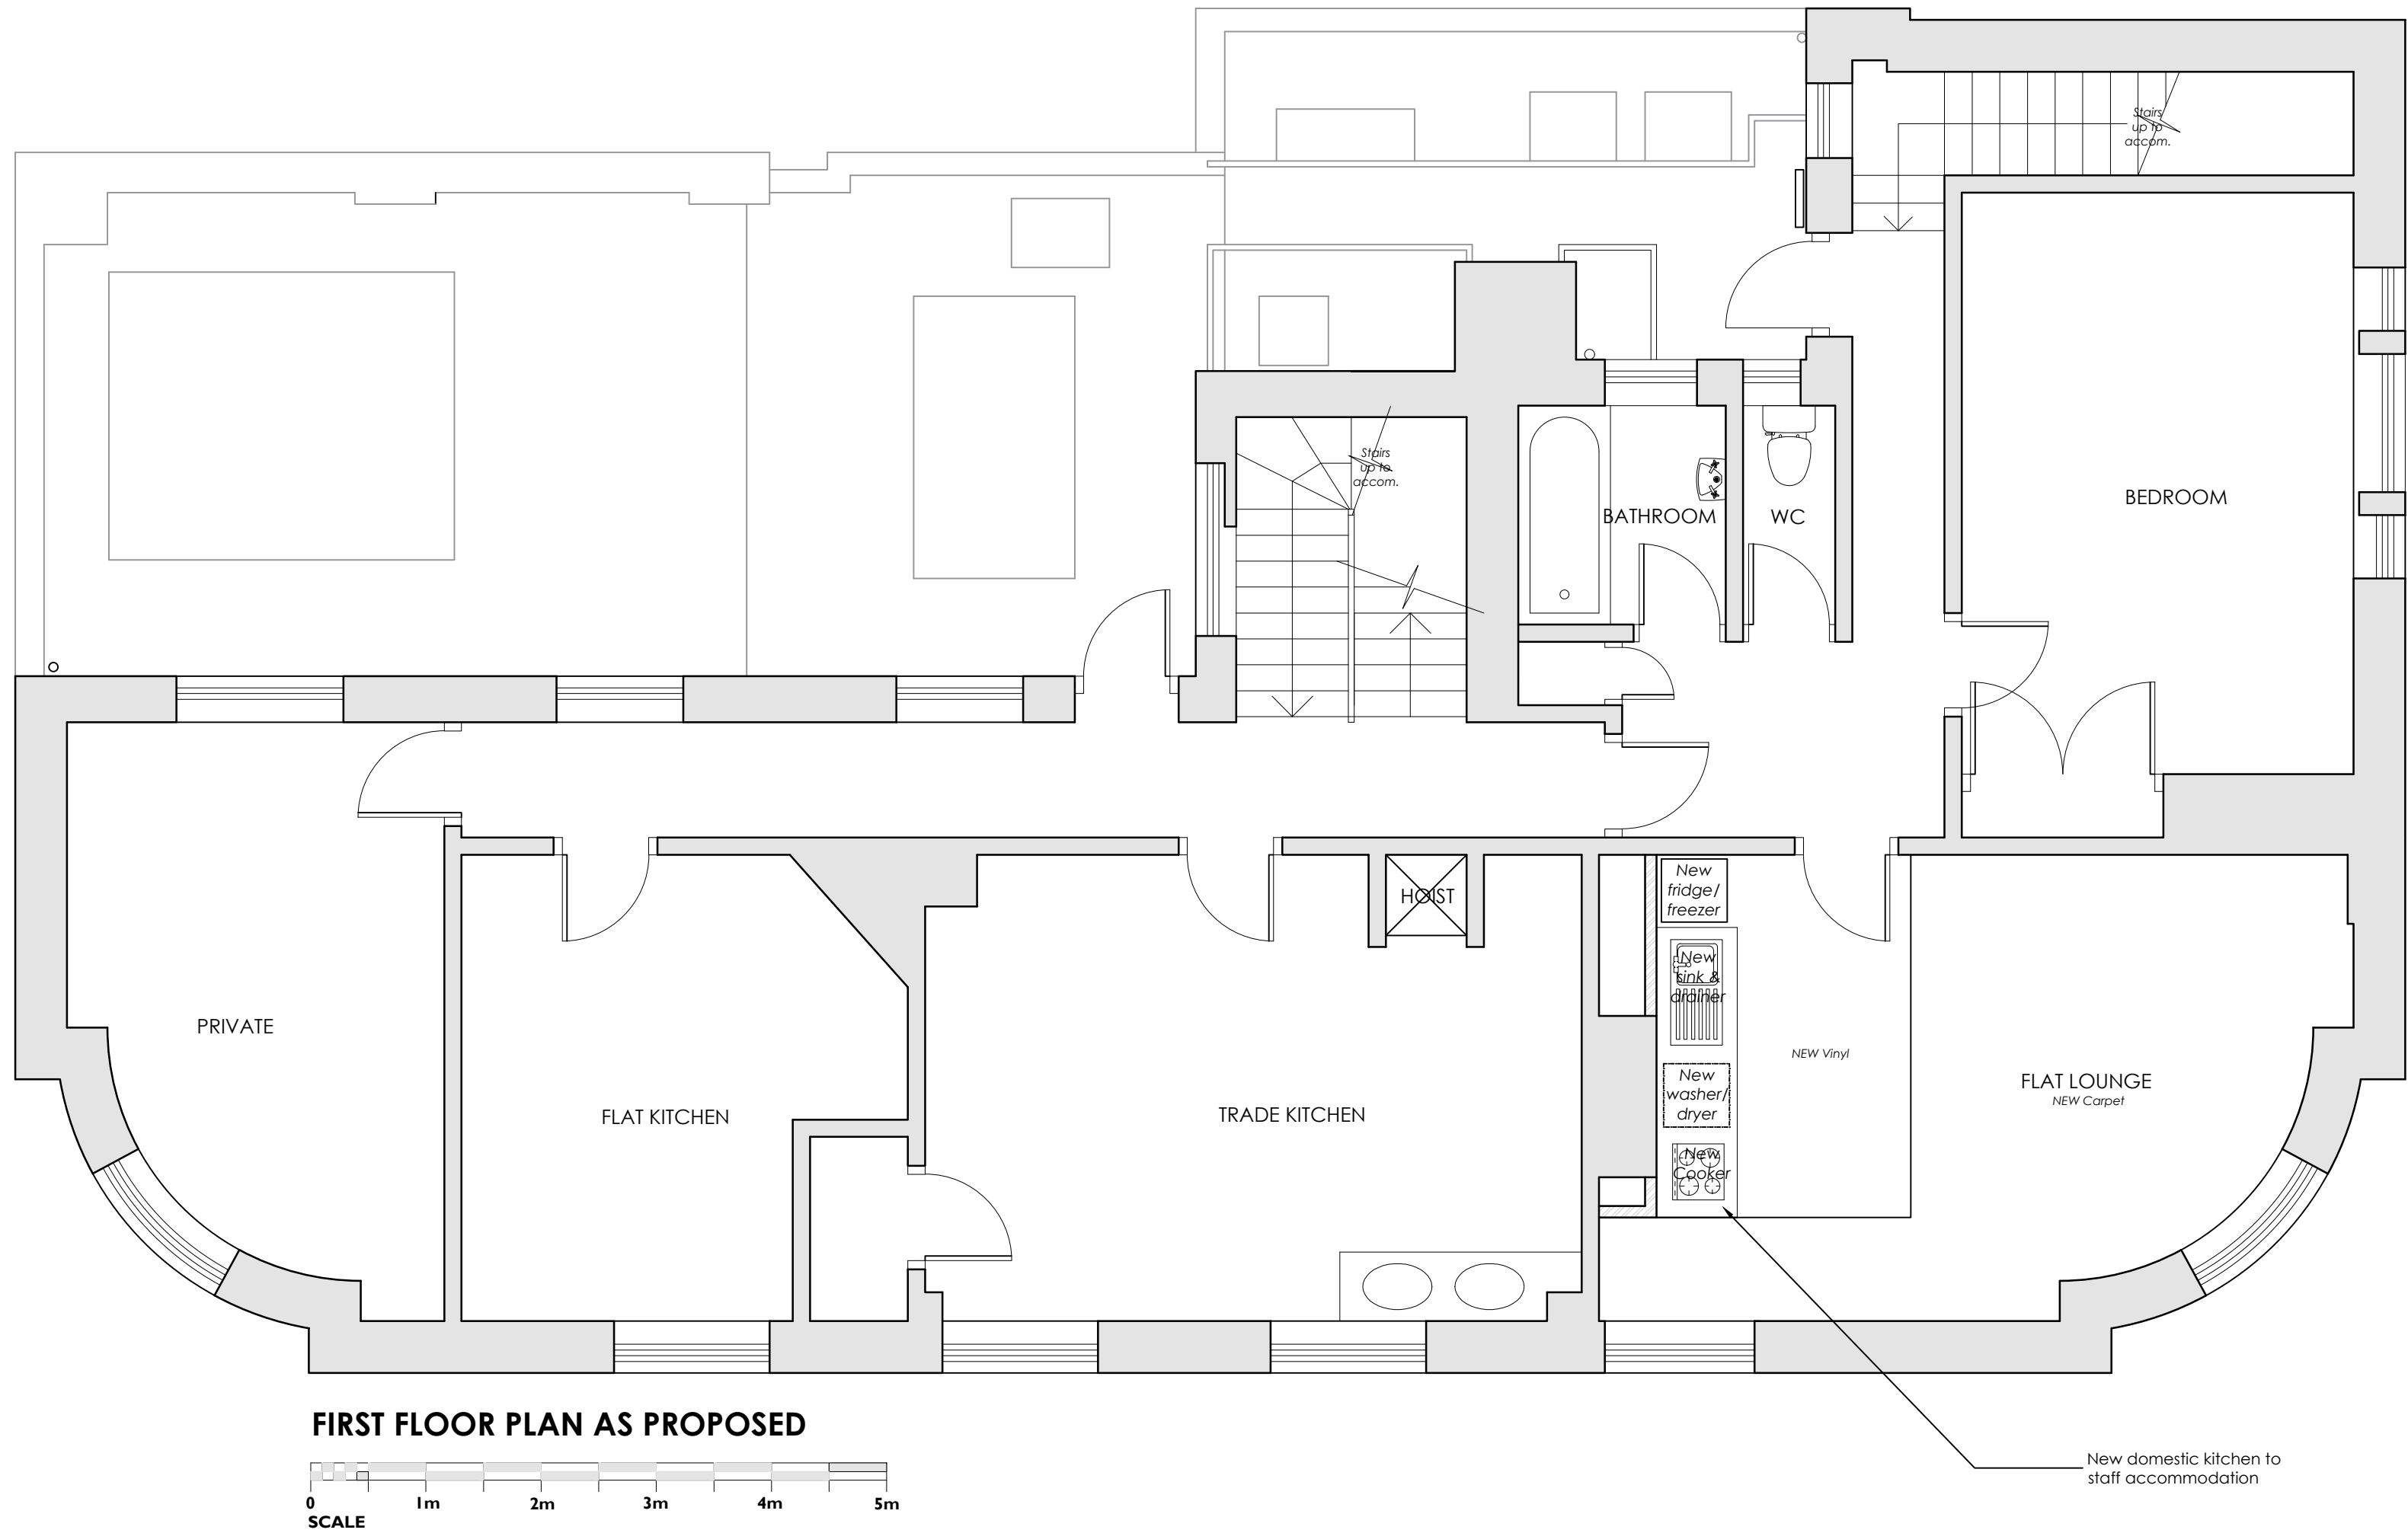 Stairs
up to
accom.
Stairs
up to
accom.
BEDROOM
BATHROOM
WC
HOIST
New
fridge/
freezer
New
sink &
drainer
New
washer/
dryer
New
Cooker
PRIVATE
FLAT KITCHEN
TRADE KITCHEN
NEW Vinyl
FLAT LOUNGE
NEW Carpet
FIRST FLOOR PLAN AS PROPOSED
0 1m 2m 3m 4m 5m
SCALE
New domestic kitchen to
staff accommodation